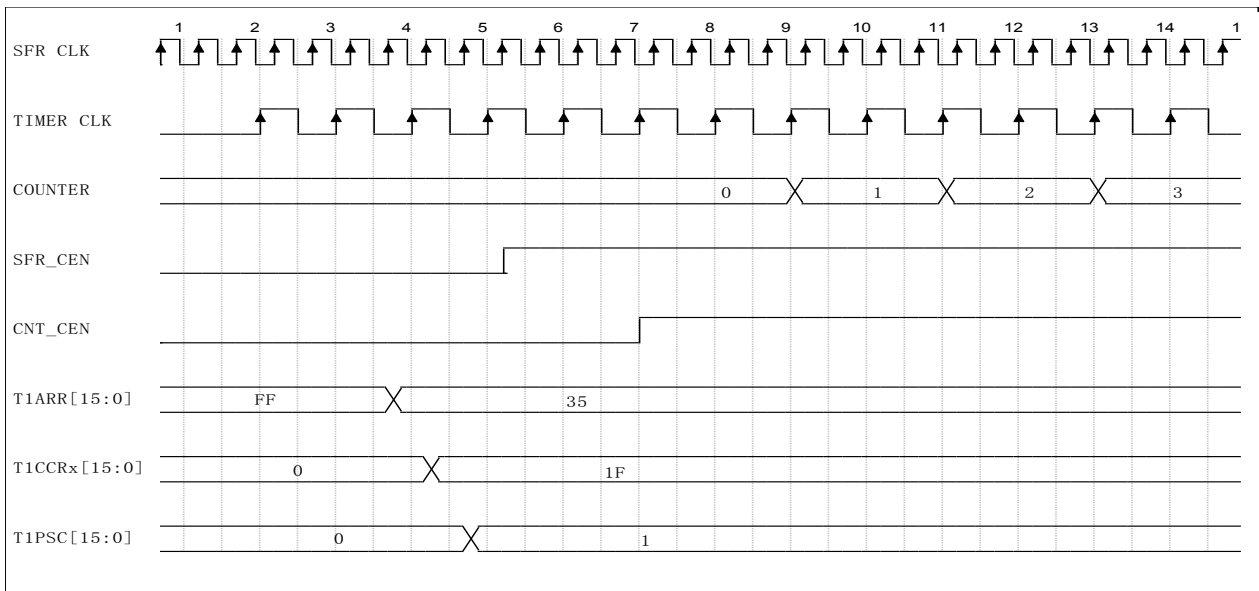 1 2 3 4 5 6 7 8 9 10 11 12 13 14 1
SFR CLK
TIMER CLK
COUNTER 0 1 2 3
SFR_CEN
CNT_CEN
T1ARR[15:0] FF 35
T1CCRx[15:0] 0 1F
T1PSC[15:0] 0 1